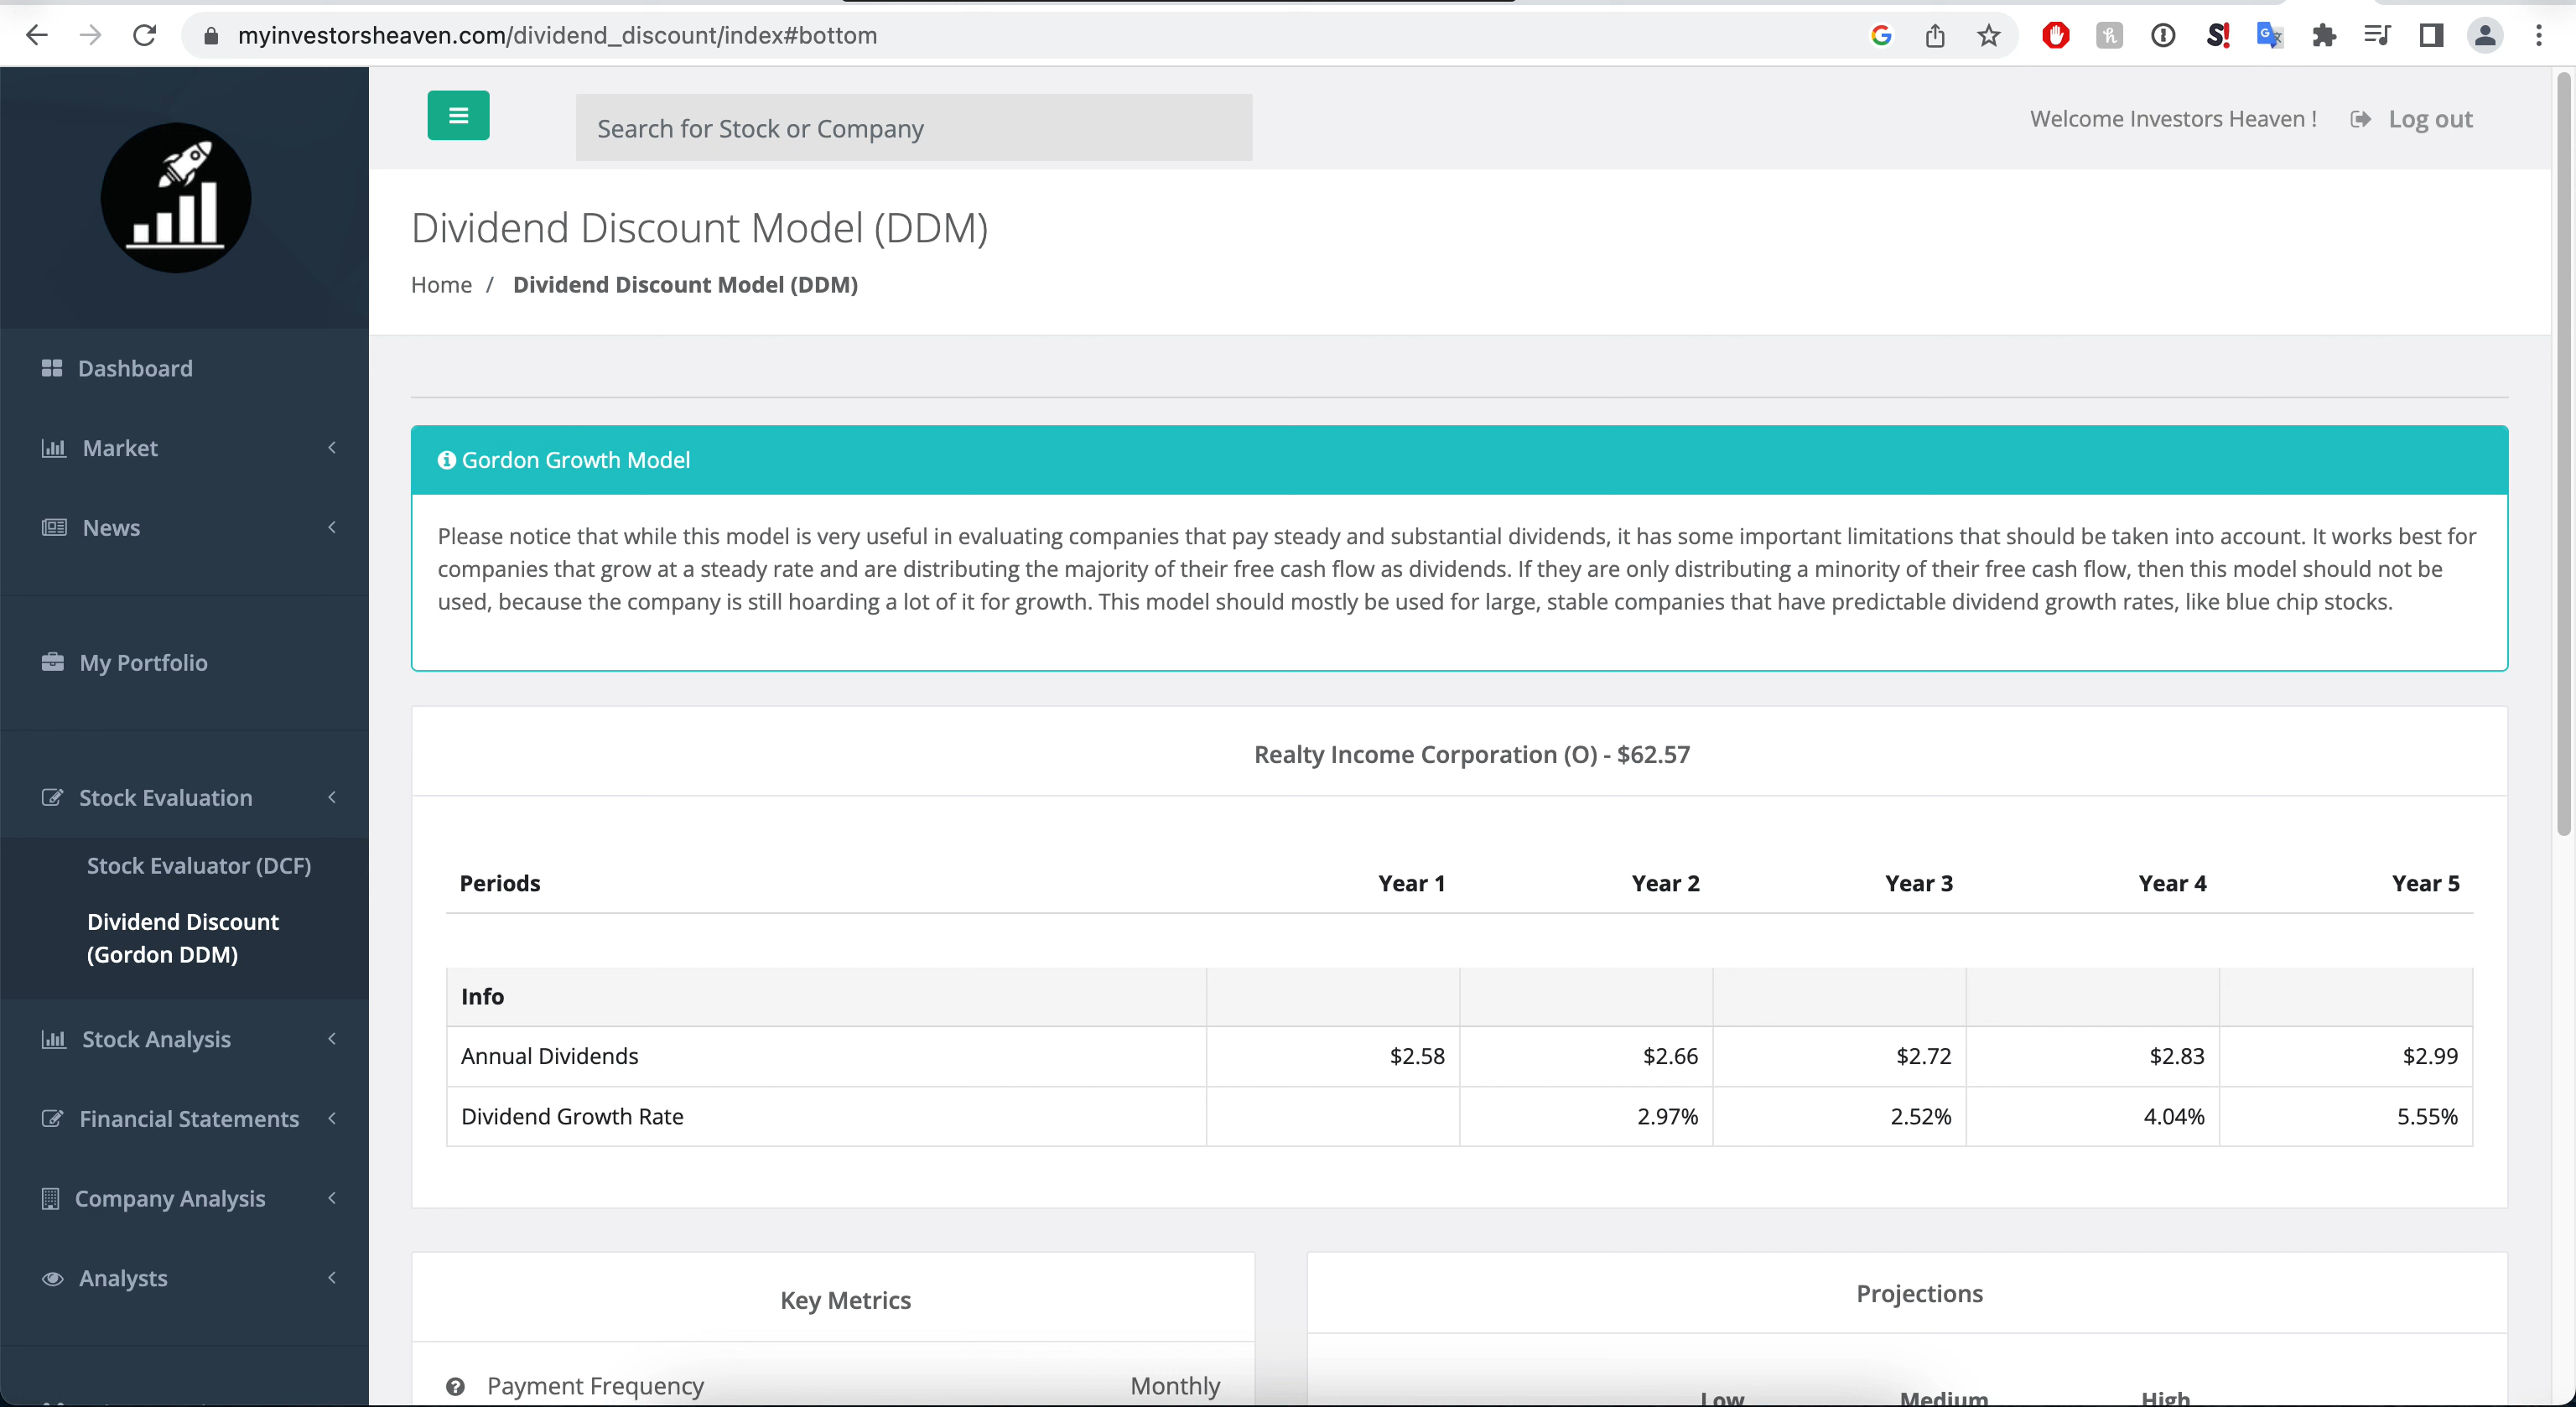 myinvestorsheaven.com/dividend_discount/index#bottom
Search for Stock or Company
Welcome Investors Heaven !
Log out
Dividend Discount Model (DDM)
Home / Dividend Discount Model (DDM)
Dashboard
Market
News
My Portfolio
Stock Evaluation
Stock Evaluator (DCF)
Dividend Discount
(Gordon DDM)
Stock Analysis
Financial Statements
Company Analysis
Analysts
Gordon Growth Model
Please notice that while this model is very useful in evaluating companies that pay steady and substantial dividends, it has some important limitations that should be taken into account. It works best for
companies that grow at a steady rate and are distributing the majority of their free cash flow as dividends. If they are only distributing a minority of their free cash flow, then this model should not be
used, because the company is still hoarding a lot of it for growth. This model should mostly be used for large, stable companies that have predictable dividend growth rates, like blue chip stocks.
Realty Income Corporation (O) - $62.57
Periods Year 1 Year 2 Year 3 Year 4 Year 5
Info
Annual Dividends $2.58 $2.66 $2.72 $2.83 $2.99
Dividend Growth Rate 2.97% 2.52% 4.04% 5.55%
Key Metrics
Payment Frequency Monthly
Projections
Low Medium High